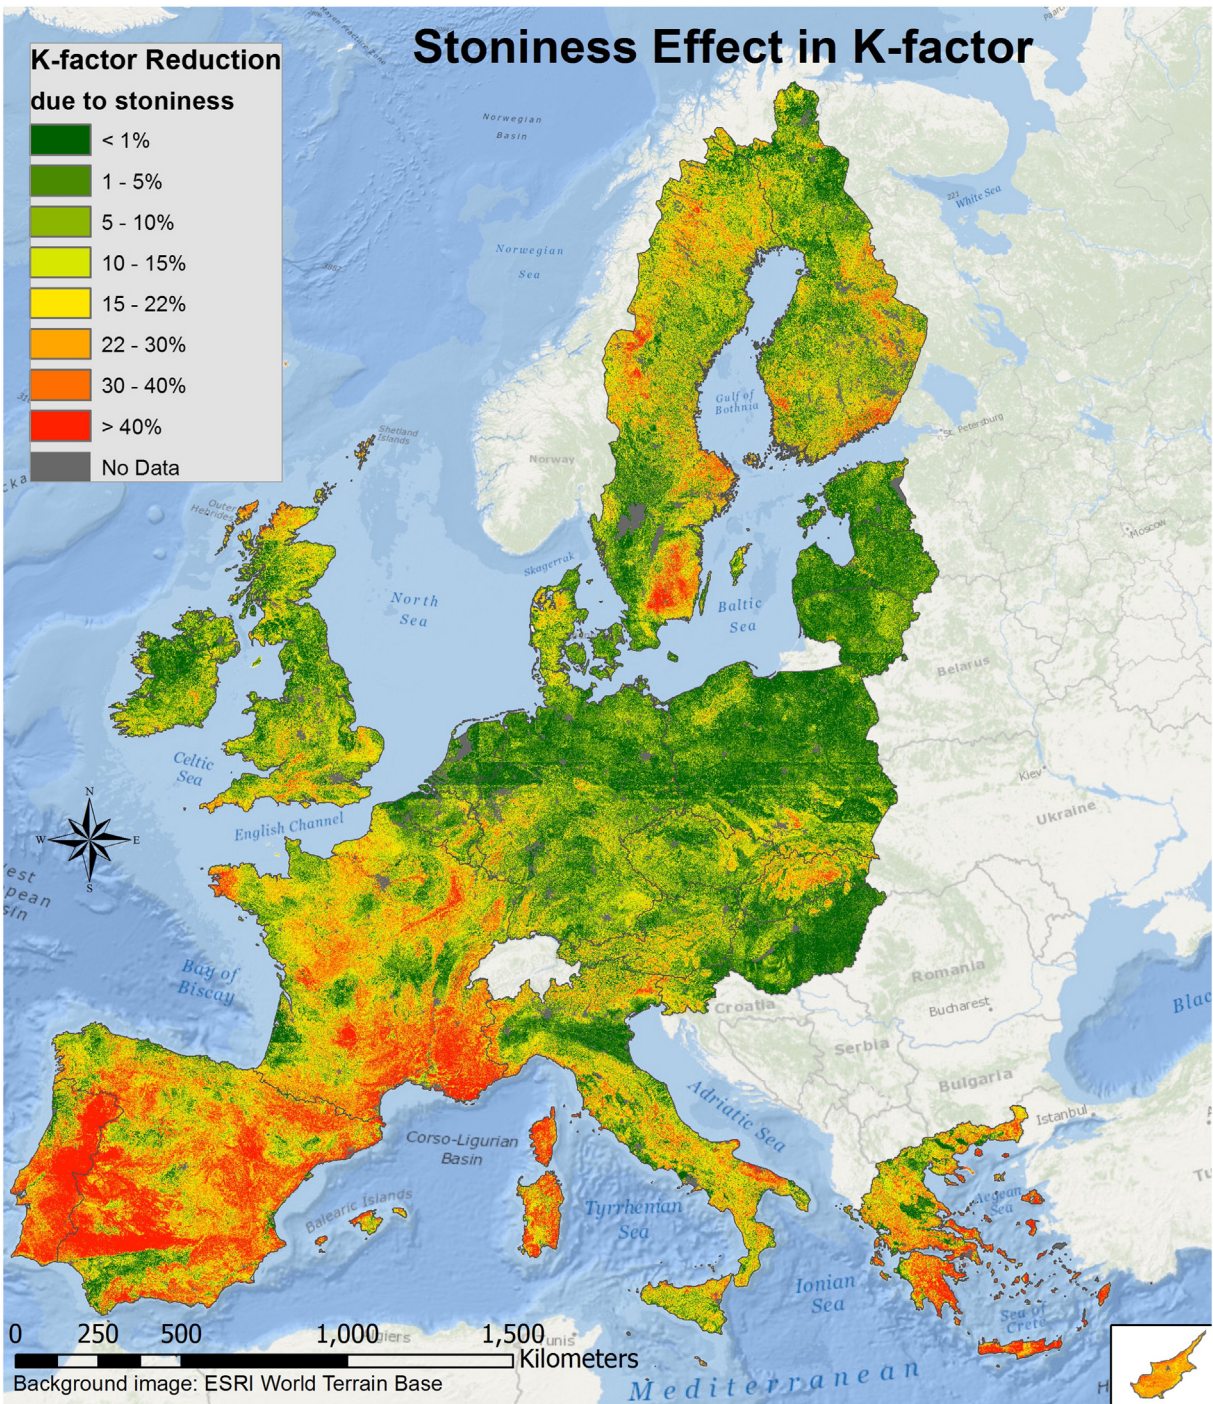 Stoniness Effect in K-factor
K-factor Reduction
due to stoniness
< 1%
1 - 5%
5 - 10%
10 - 15%
15 - 22%
22 - 30%
30 - 40%
> 40%
No Data
Norwegian
Basin
221
White Sea
Norwegian
Sea
Gulf of
Bothnia
St. Petersburg
Shetland
Islands
Norway
Outer
Hebrides
Moscow
Skagerrak
North
Sea
Baltic
Sea
Belarus
Celtic
Sea
Kiev
Ukraine
N
W
E
S
English Channel
Bay of
Biscay
Romania
Croatia
Bucharest
Serbia
Bulgaria
Istanbul
Adriatic Sea
Corso-Ligurian
Basin
Balearic Islands
Tyrrhenian
Sea
Aegean
Sea
Ionian
Sea
Sea of
Crete
Mediterranean
0
250
500
1,000
1,500
Kilometers
Background image: ESRI World Terrain Base